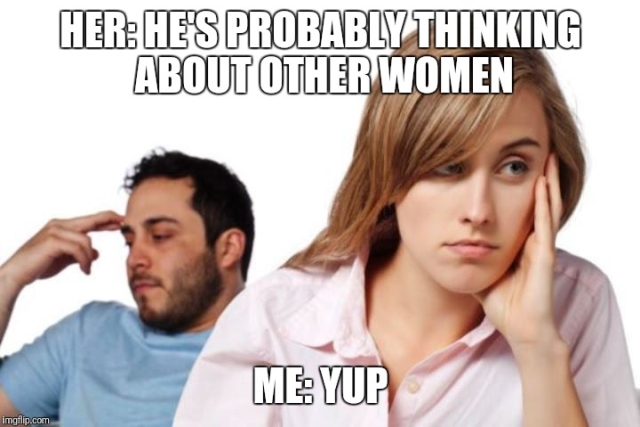 HER: HE'S PROBABLY THINKING
ABOUT OTHER WOMEN
ME: YUP
imgflip.com